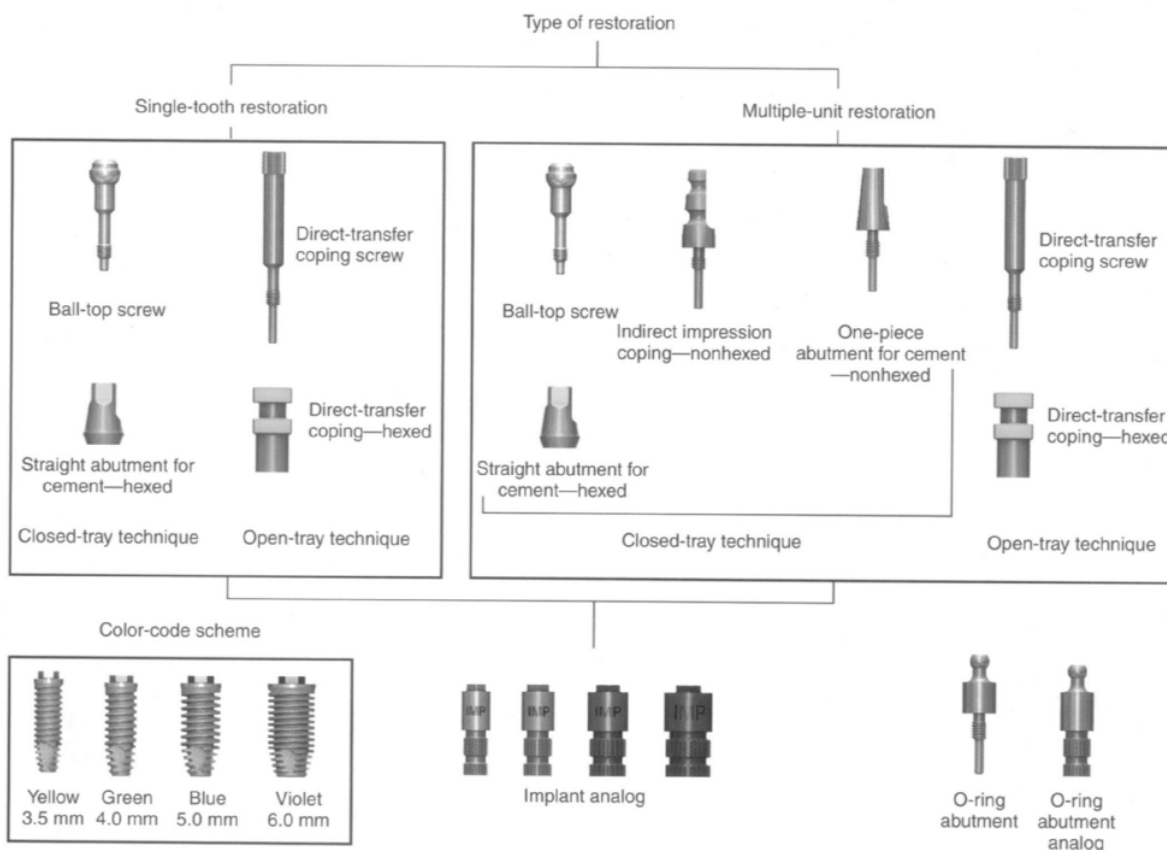 Type of restoration
Single-tooth restoration
Multiple-unit restoration
Ball-top screw
Direct-transfer
coping screw
Straight abutment for
cement—hexed
Direct-transfer
coping—hexed
Closed-tray technique
Open-tray technique
Ball-top screw
Indirect impression
coping—nonhexed
One-piece
abutment for cement
—nonhexed
Direct-transfer
coping screw
Straight abutment for
cement—hexed
Direct-transfer
coping—hexed
Closed-tray technique
Open-tray technique
Color-code scheme
Yellow
3.5 mm
Green
4.0 mm
Blue
5.0 mm
Violet
6.0 mm
IMP
IMP
IMP
IMP
Implant analog
O-ring
abutment
O-ring
abutment
analog